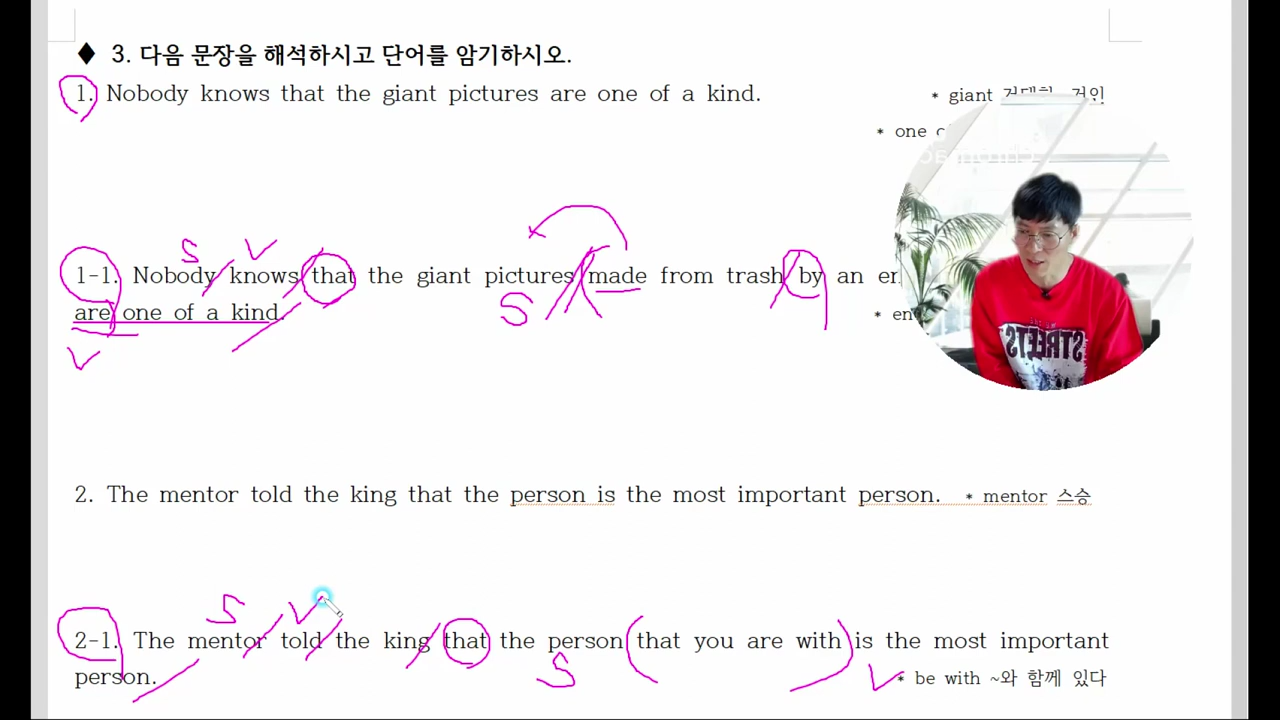 ◆ 3. 다음 문장을 해석하시고 단어를 암기하시오.
1. Nobody knows that the giant pictures are one of a kind. * giant 거대한, 거인
* one
S V
1-1. Nobody knows that the giant pictures made from trash by an
are one of a kind. *
S
V
STREETS
2. The mentor told the king that the person is the most important person. * mentor 스승
S V
2-1. The mentor told the king that the person (that you are with) is the most important
person. * be with ~와 함께 있다
S V